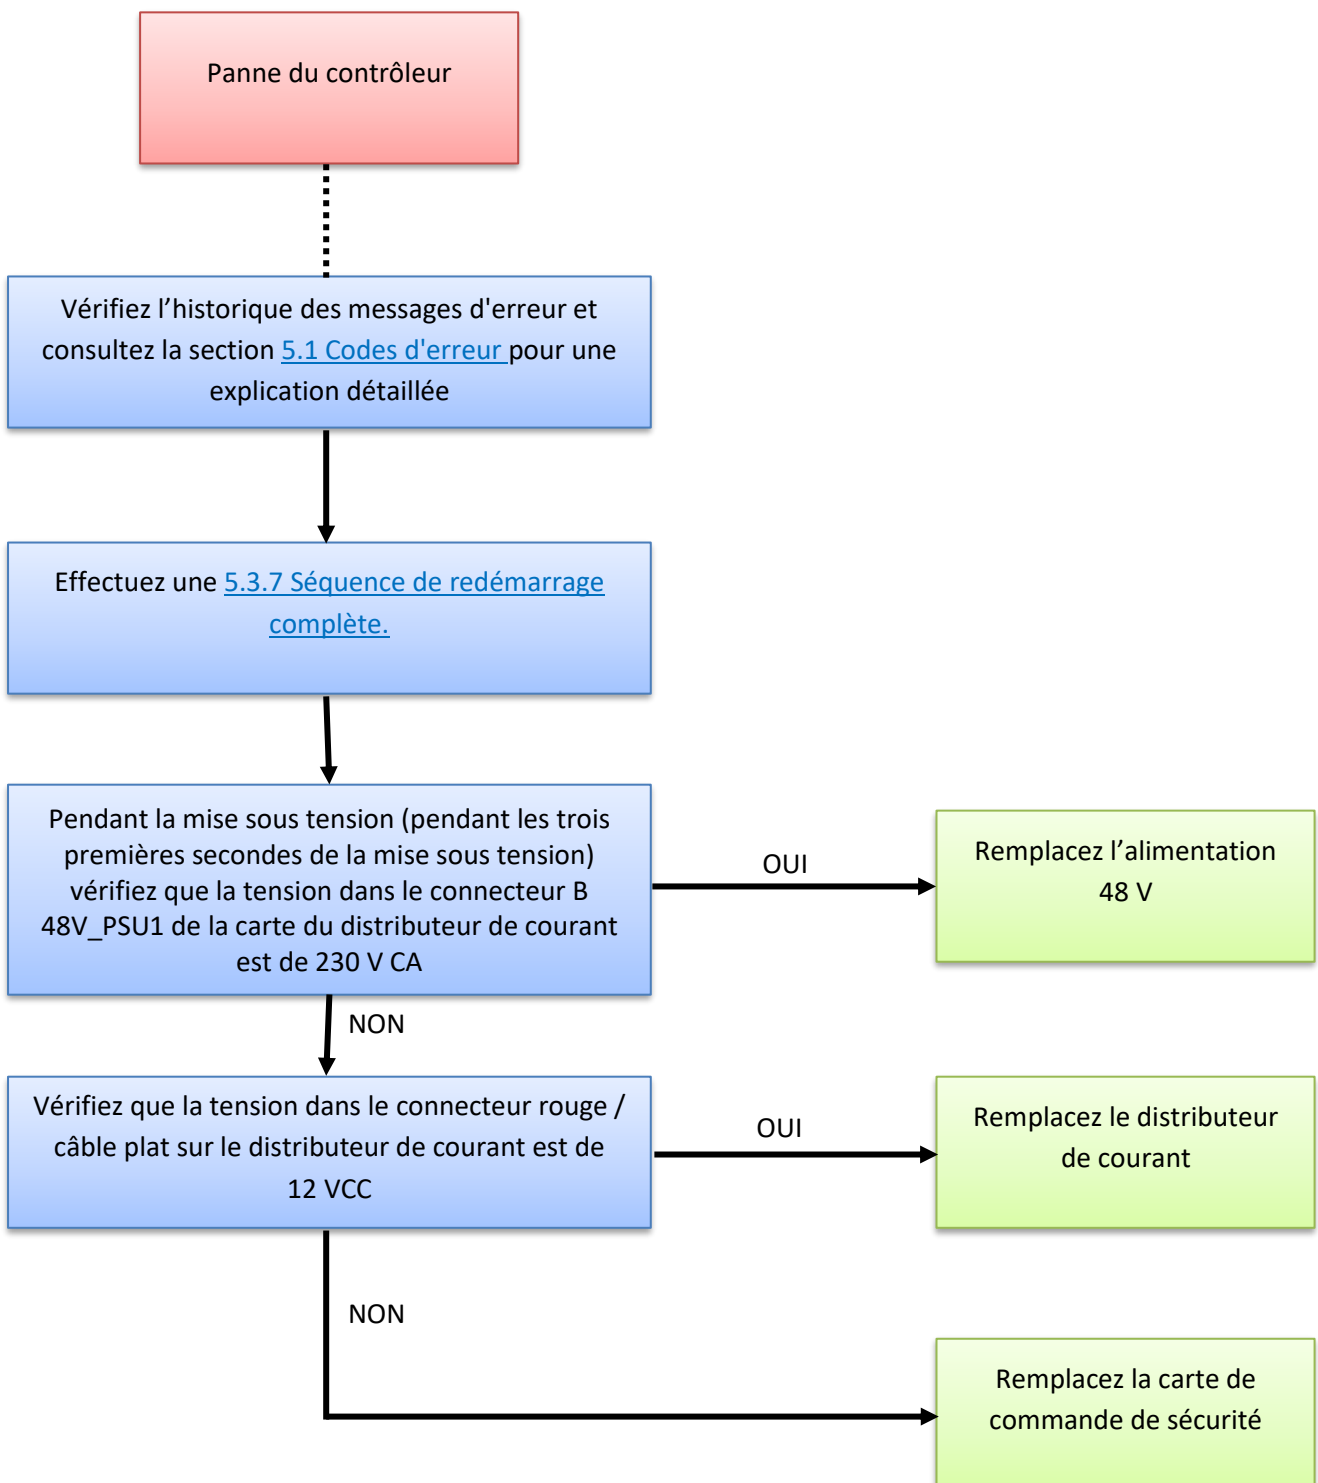 Panne du contrôleur
Vérifiez l’historique des messages d'erreur et
consultez la section 5.1 Codes d'erreur pour une
explication détaillée
Effectuez une 5.3.7 Séquence de redémarrage
complète.
Pendant la mise sous tension (pendant les trois
premières secondes de la mise sous tension)
vérifiez que la tension dans le connecteur B
48V_PSU1 de la carte du distributeur de courant
est de 230 V CA
OUI
Remplacez l’alimentation
48 V
NON
Vérifiez que la tension dans le connecteur rouge /
câble plat sur le distributeur de courant est de
12 VCC
OUI
Remplacez le distributeur
de courant
NON
Remplacez la carte de
commande de sécurité